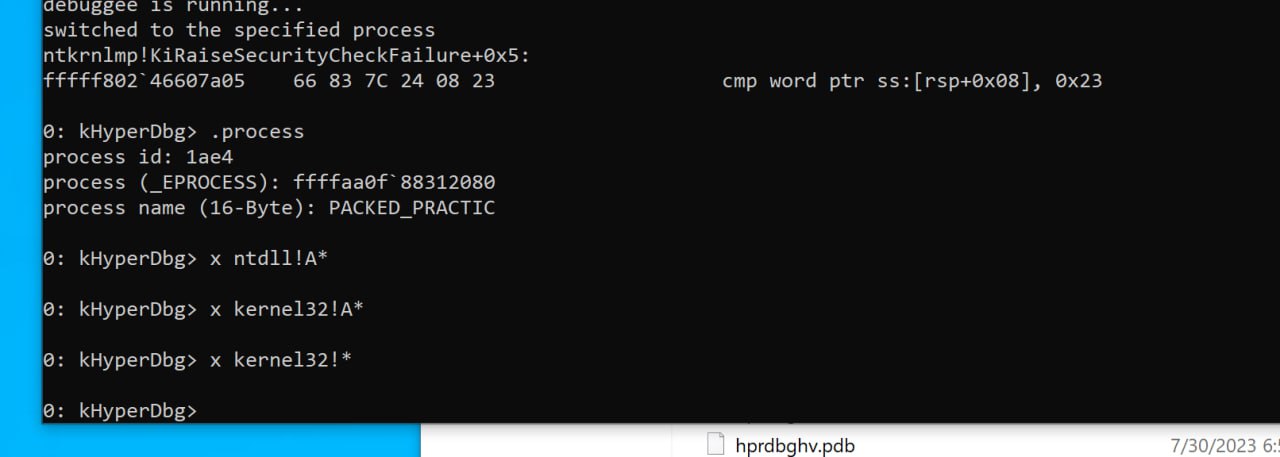 debuggee is running...
switched to the specified process
ntkrnlmp!KiRaiseSecurityCheckFailure+0x5:
fffff802`46607a05    66 83 7C 24 08 23                   cmp word ptr ss:[rsp+0x08], 0x23
0: kHyperDbg> .process
process id: 1ae4
process (_EPROCESS): ffffaa0f`88312080
process name (16-Byte): PACKED_PRACTIC
0: kHyperDbg> x ntdll!A*
0: kHyperDbg> x kernel32!A*
0: kHyperDbg> x kernel32!*
0: kHyperDbg>
hprdbghv.pdb 7/30/2023